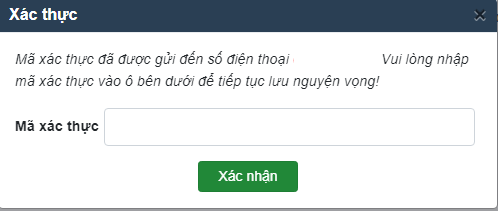 Xác thực
Mã xác thực đã được gửi đến số điện thoại Vui lòng nhập
mã xác thực vào ô bên dưới để tiếp tục lưu nguyện vọng!
Mã xác thực
Xác nhận